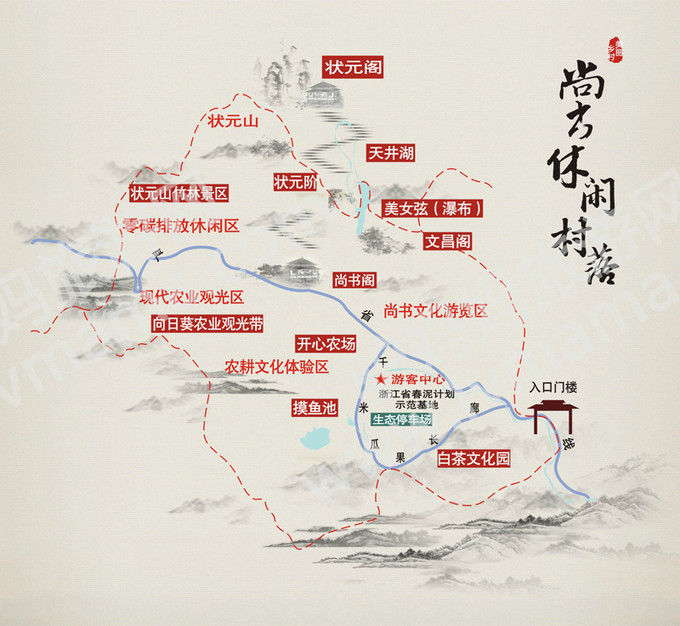 美丽
乡村
尚书休闲村落
状元阁
状元山
天井湖
状元阶
状元山竹林景区
美女弦（瀑布）
零碳排放休闲区
文昌阁
尚书阁
现代农业观光区
向日葵农业观光带
尚书文化游览区
省
开心农场
农耕文化体验区
游客中心
浙江省春泥计划
示范基地
生态停车场
入口门楼
摸鱼池
千米瓜果长廊
线
白茶文化园